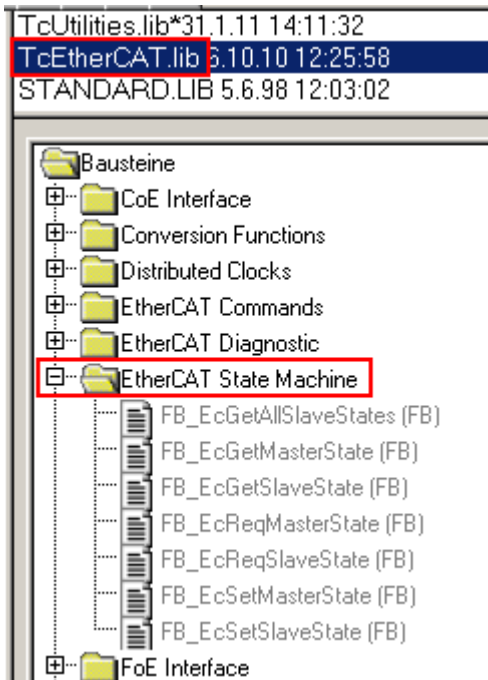 TcUtilities.lib*31.1.11 14:11:32
TcEtherCAT.lib 6.10.10 12:25:58
STANDARD.LIB 5.6.98 12:03:02
Bausteine
CoE Interface
Conversion Functions
Distributed Clocks
EtherCAT Commands
EtherCAT Diagnostic
EtherCAT State Machine
FB_EcGetAllSlaveStates (FB)
FB_EcGetMasterState (FB)
FB_EcGetSlaveState (FB)
FB_EcReqMasterState (FB)
FB_EcReqSlaveState (FB)
FB_EcSetMasterState (FB)
FB_EcSetSlaveState (FB)
FoE Interface